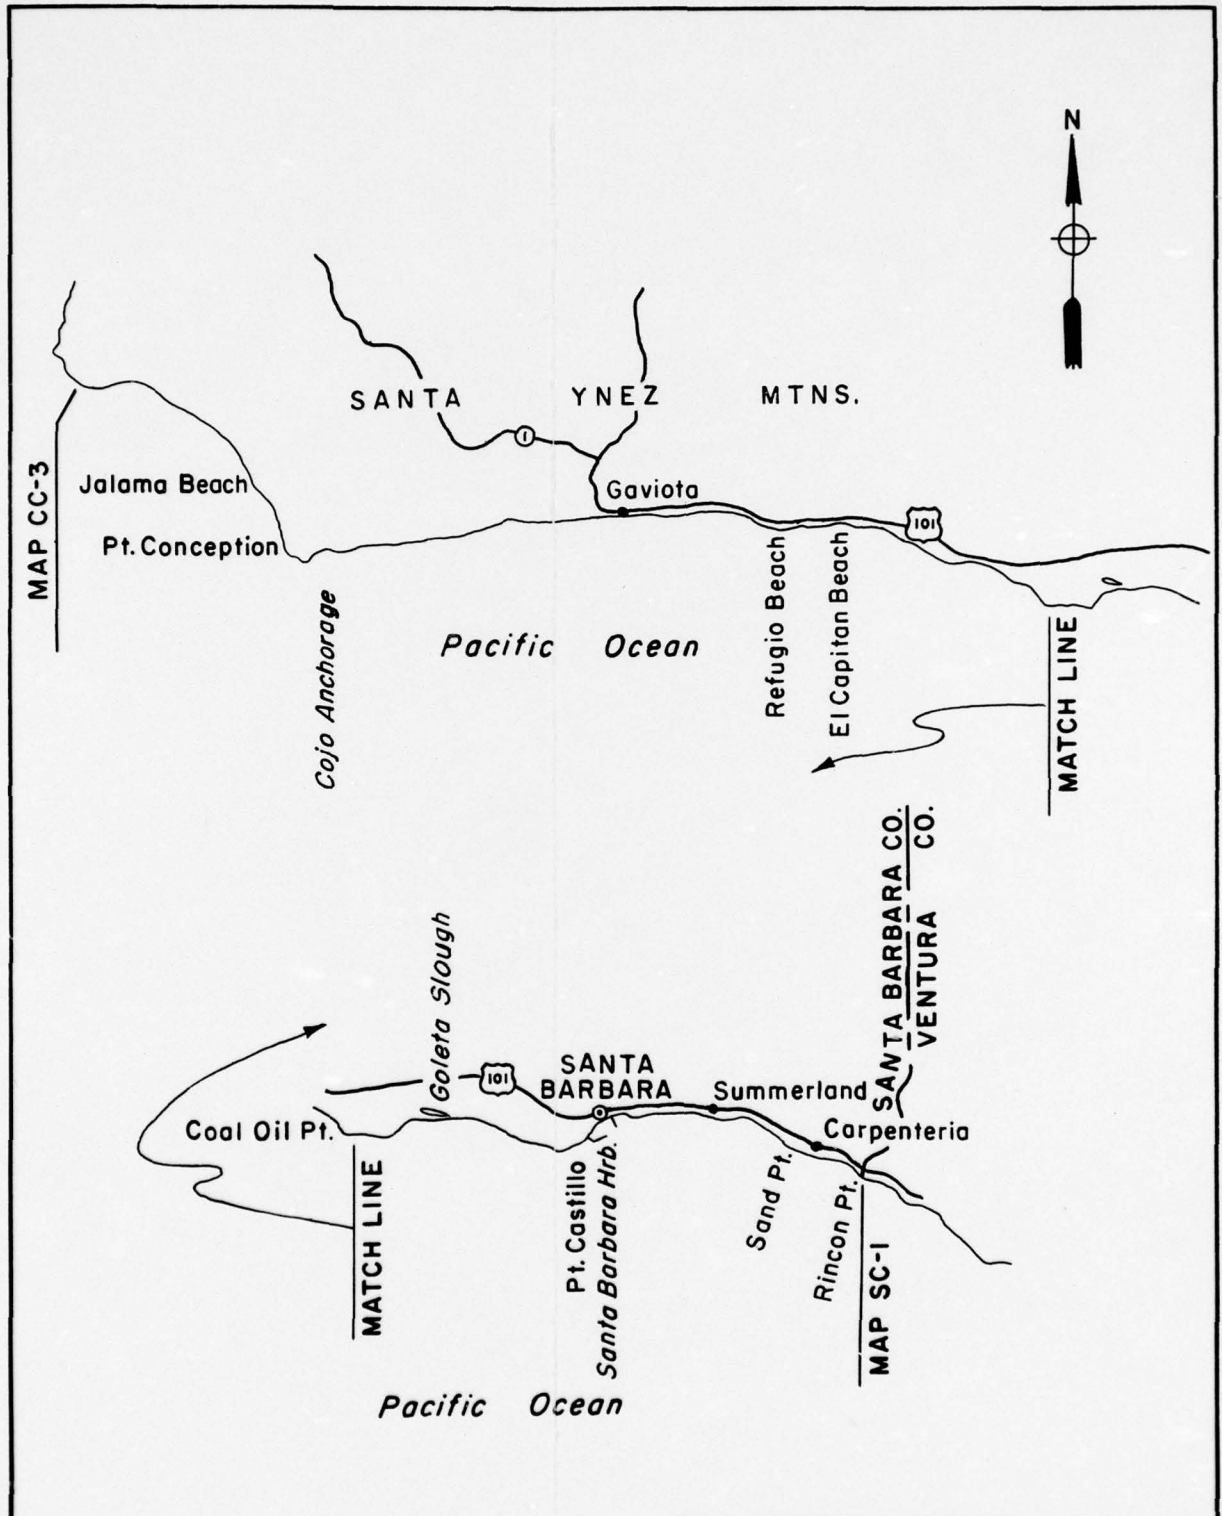 N
SANTA YNEZ MTNS.
1
MAP CC-3
Jalama Beach
Gaviota
101
Pt. Conception
Cojo Anchorage
Pacific Ocean
Refugio Beach
El Capitan Beach
MATCH LINE
SANTA BARBARA CO.
VENTURA CO.
Goleta Slough
101
SANTA
BARBARA
Summerland
Coal Oil Pt.
Carpenteria
MATCH LINE
Pt. Castillo
Santa Barbara Hrb.
Sand Pt.
Rincon Pt.
MAP SC-1
Pacific Ocean